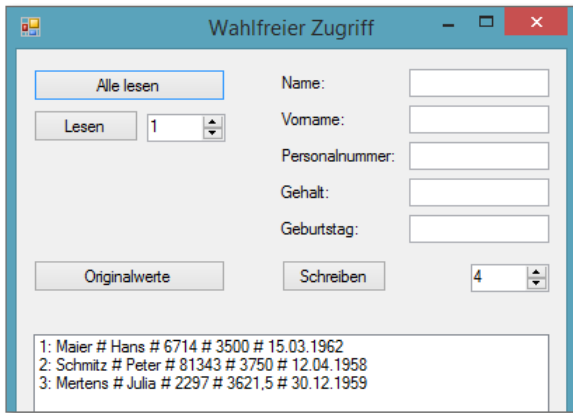 Wahlfreier Zugriff
Alle lesen
Name:
Lesen 1
Vorname:
Personalnummer:
Gehalt:
Geburtstag:
Originalwerte Schreiben 4
1: Maier # Hans # 6714 # 3500 # 15.03.1962
2: Schmitz # Peter # 81343 # 3750 # 12.04.1958
3: Mertens # Julia # 2297 # 3621,5 # 30.12.1959